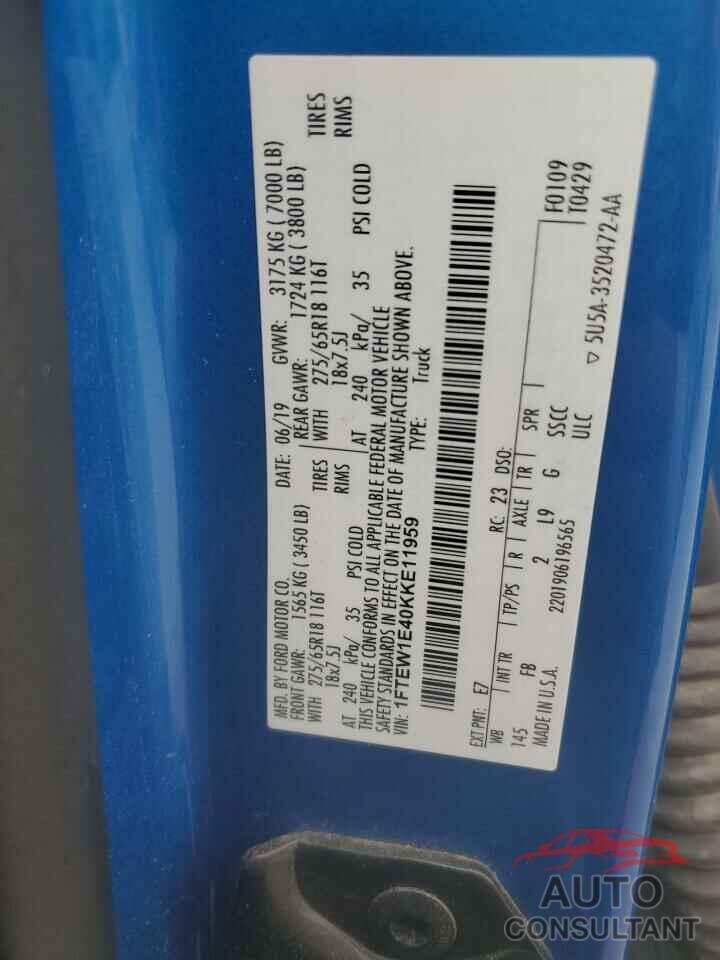 MFD. BY FORD MOTOR CO.
DATE: 06/19 GVWR: 3175 KG ( 7000 LB)
FRONT GAWR: 1565 KG ( 3450 LB) REAR GAWR: 1724 KG ( 3800 LB)
WITH 275/65R18 116T TIRES WITH 275/65R18 116T TIRES
18x7.5J RIMS 18x7.5J RIMS
AT 240 kPa/ 35 PSI COLD AT 240 kPa/ 35 PSI COLD
THIS VEHICLE CONFORMS TO ALL APPLICABLE FEDERAL MOTOR VEHICLE
SAFETY STANDARDS IN EFFECT ON THE DATE OF MANUFACTURE SHOWN ABOVE.
VIN: 1FTEW1E40KKE11959 TYPE: Truck
EXT PNT: E7 RC: 23 DSO: F0109
T0429
WB INT TR TP/PS R AXLE TR SPR
145 FB 2 L9 G SSCC
MADE IN U.S.A. 2201906196565 ULC
▽ 5U5A-3520472-AA
AUTO
CONSULTANT